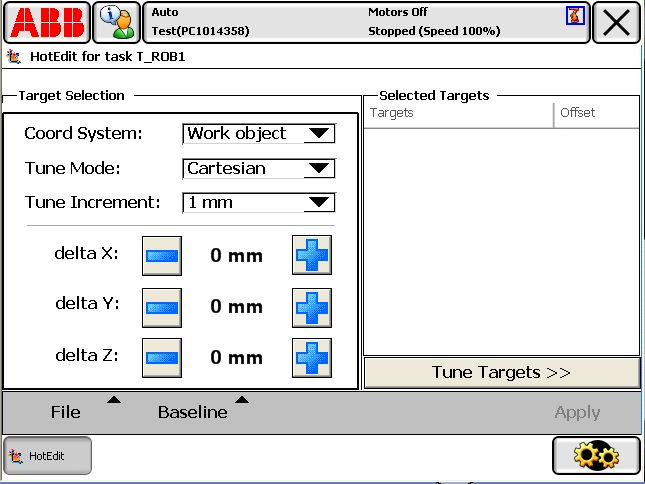 ABB
Auto
Test(PC1014358)
Motors Off
Stopped (Speed 100%)
HotEdit for task T_ROB1
Target Selection
Coord System: Work object
Tune Mode: Cartesian
Tune Increment: 1 mm
delta X: 0 mm
delta Y: 0 mm
delta Z: 0 mm
Selected Targets
Targets Offset
Tune Targets >>
File Baseline Apply
HotEdit